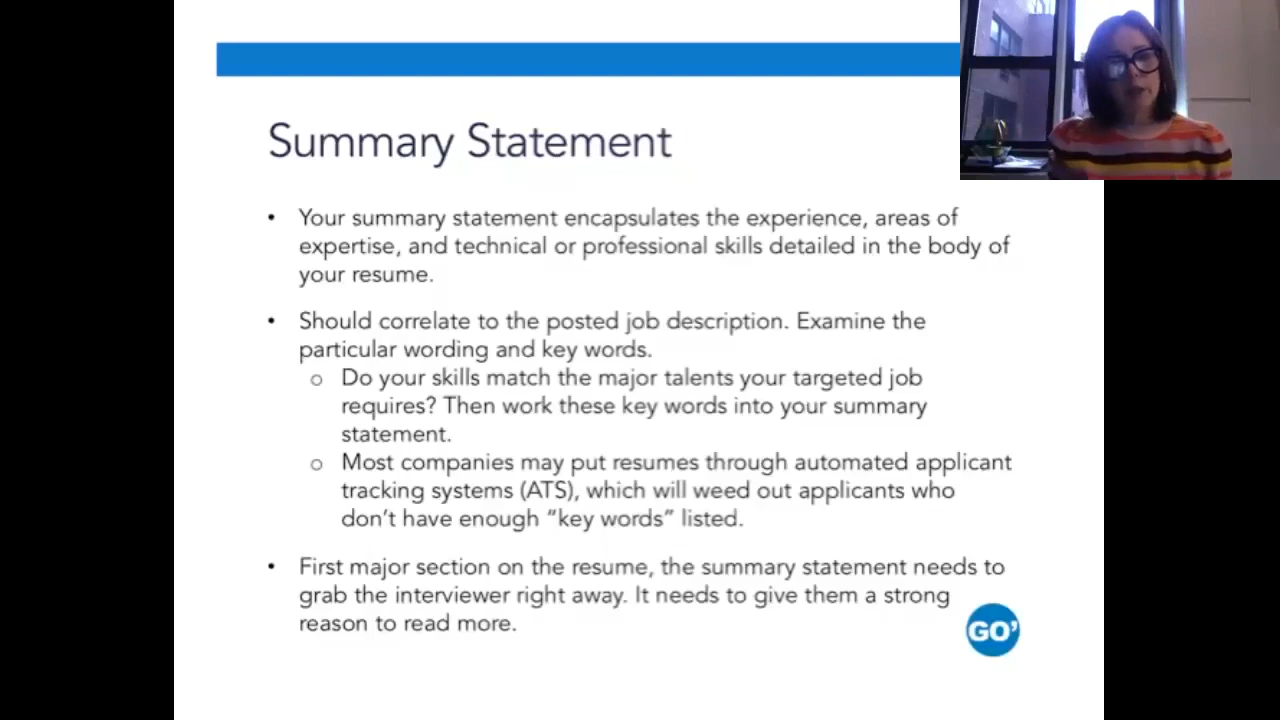 Summary Statement
• Your summary statement encapsulates the experience, areas of
expertise, and technical or professional skills detailed in the body of
your resume.
• Should correlate to the posted job description. Examine the
particular wording and key words.
o Do your skills match the major talents your targeted job
requires? Then work these key words into your summary
statement.
o Most companies may put resumes through automated applicant
tracking systems (ATS), which will weed out applicants who
don't have enough “key words” listed.
• First major section on the resume, the summary statement needs to
grab the interviewer right away. It needs to give them a strong
reason to read more.
GO’